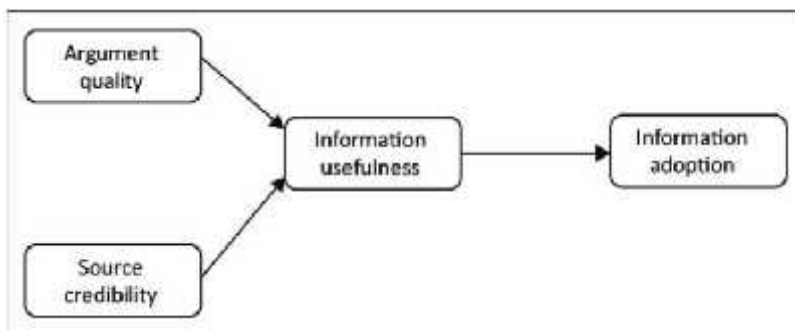 Argument
quality
Information
usefulness
Information
adoption
Source
credibility